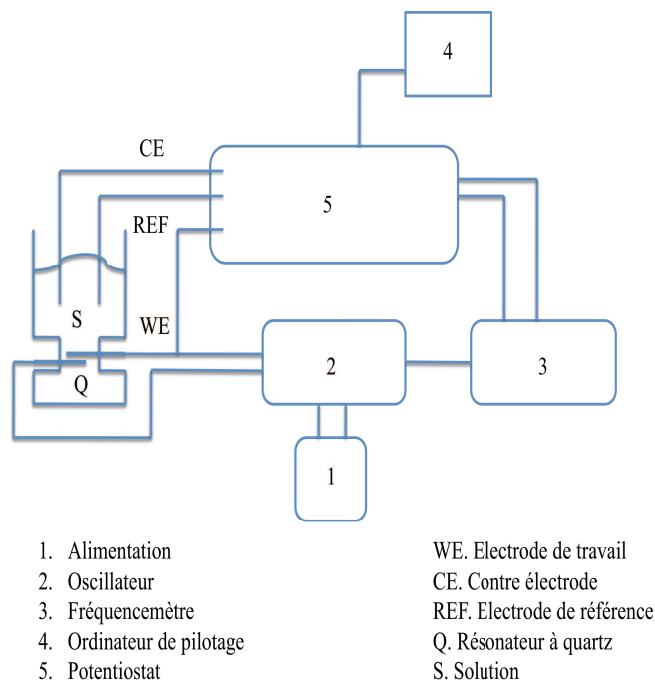 4
CE
5
REF
S
WE
2
3
Q
1
1. Alimentation
2. Oscillateur
3. Fréquencemètre
4. Ordinateur de pilotage
5. Potentiostat
WE. Electrode de travail
CE. Contre électrode
REF. Electrode de référence
Q. Résonateur à quartz
S. Solution